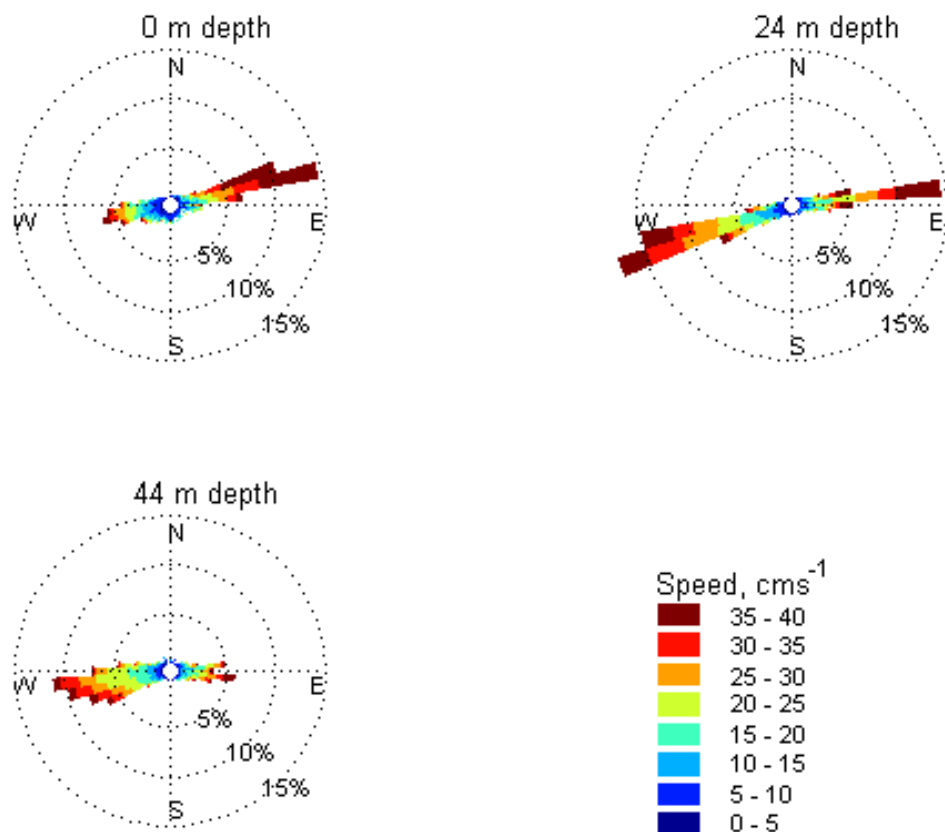 0 m depth
N
W
E
5%
10%
15%
S
24 m depth
N
W
E
5%
10%
15%
S
44 m depth
N
W
E
5%
10%
15%
S
Speed, cms-1
35 - 40
30 - 35
25 - 30
20 - 25
15 - 20
10 - 15
5 - 10
0 - 5